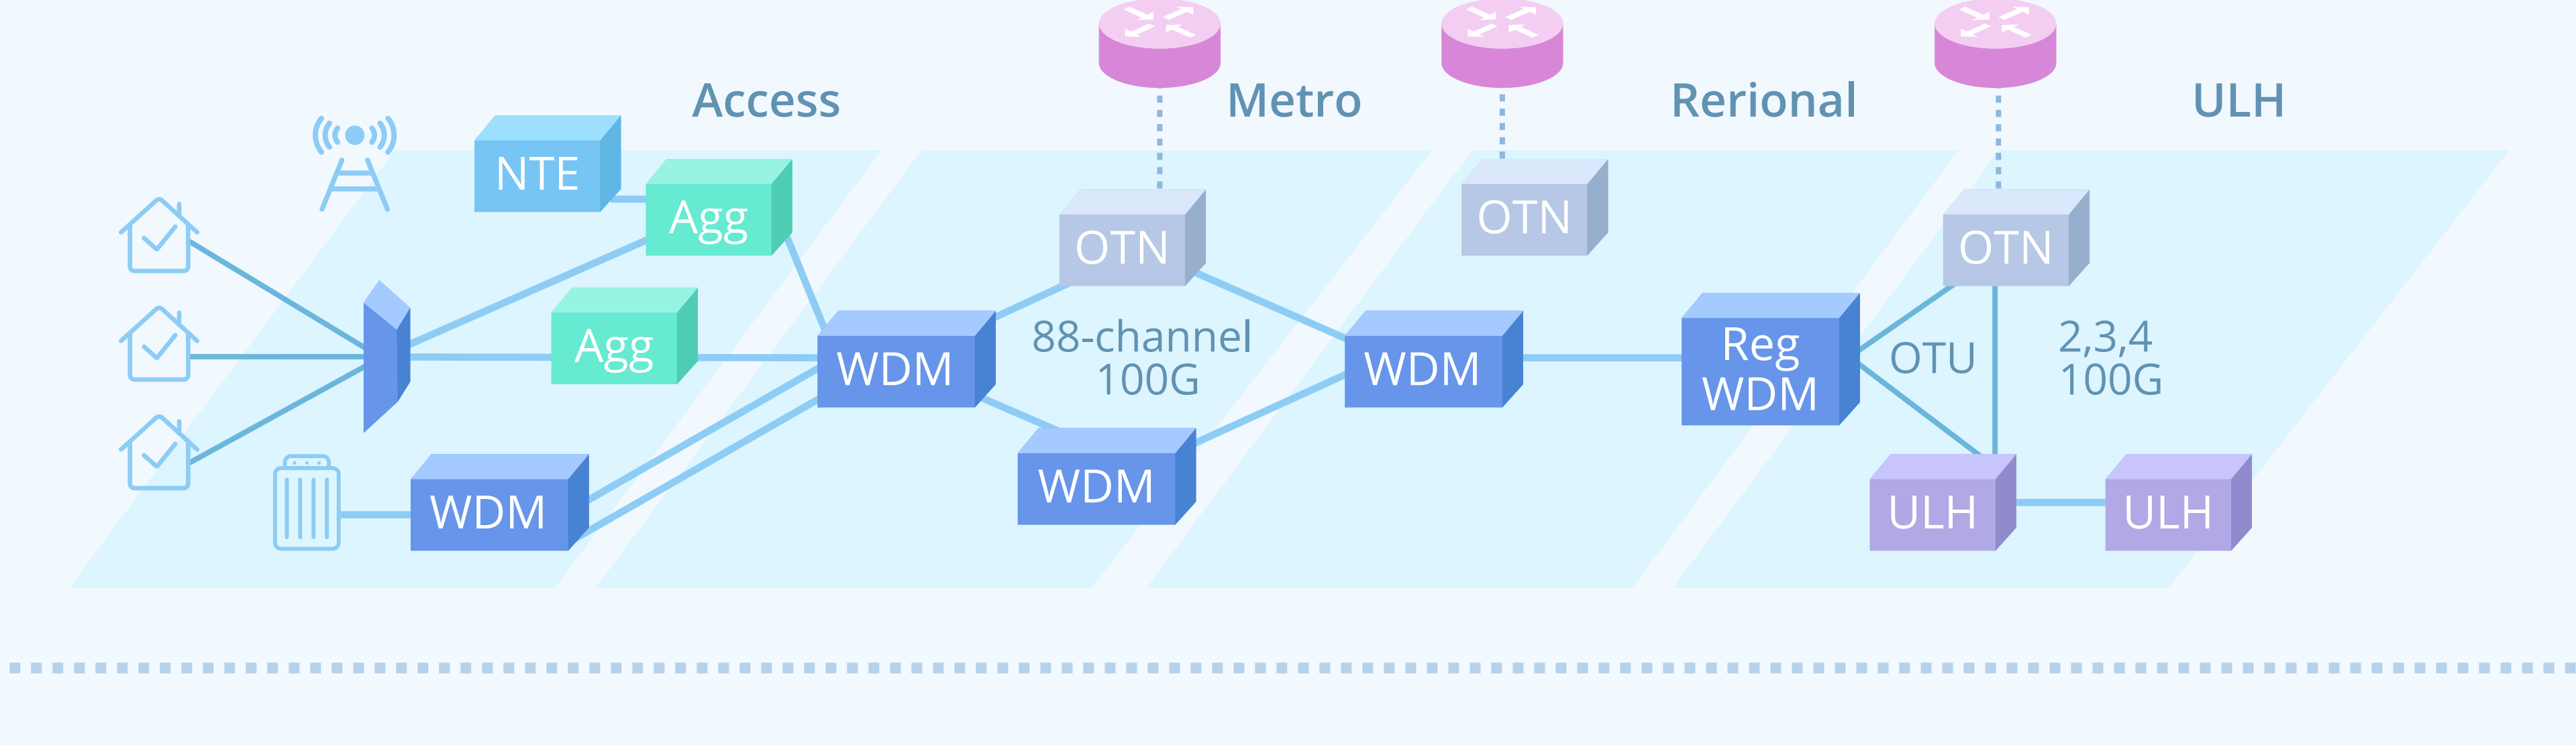 Access
Metro
Rerional
ULH
NTE
Agg
OTN
OTN
OTN
Agg
WDM
88-channel
100G
WDM
Reg
WDM
OTU
2,3,4
100G
WDM
WDM
ULH
ULH